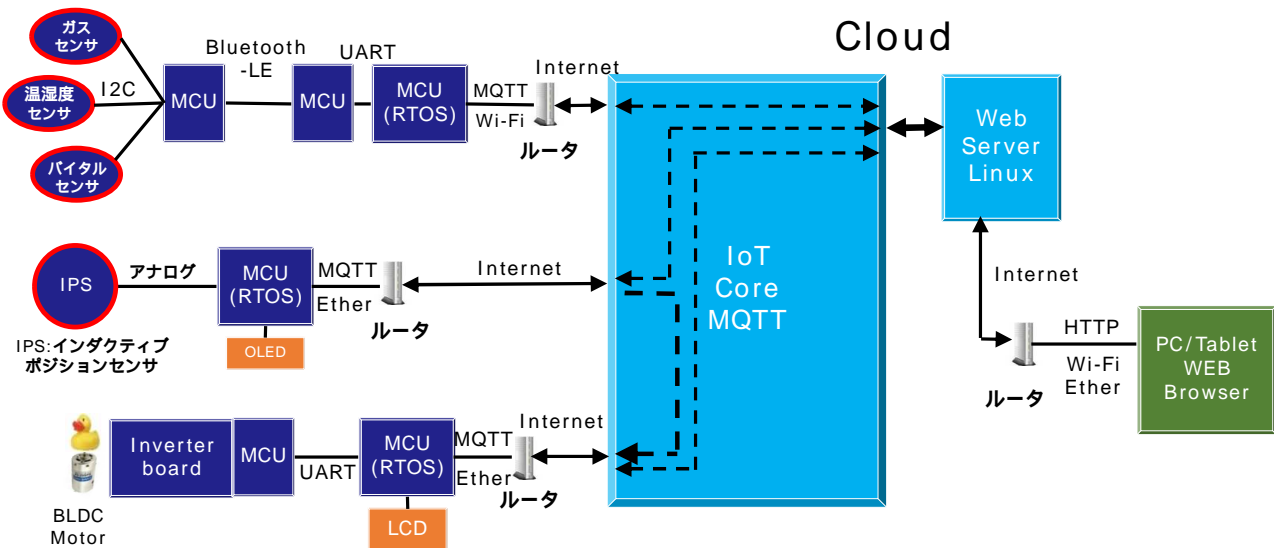 Cloud
ガス
センサ
Bluetooth
-LE
UART
Internet
I2C
温湿度
センサ
MCU
MCU
MCU
(RTOS)
MQTT
Wi-Fi
ルータ
バイタル
センサ
Web
Server
Linux
IPS
アナログ
MCU
(RTOS)
MQTT
Ether
ルータ
Internet
OLED
IPS:インダクティブ
ポジションセンサ
IoT
Core
MQTT
Internet
ルータ
HTTP
Wi-Fi
Ether
PC/Tablet
WEB
Browser
Inverter
board
MCU
UART
MCU
(RTOS)
MQTT
Ether
Internet
ルータ
LCD
BLDC
Motor